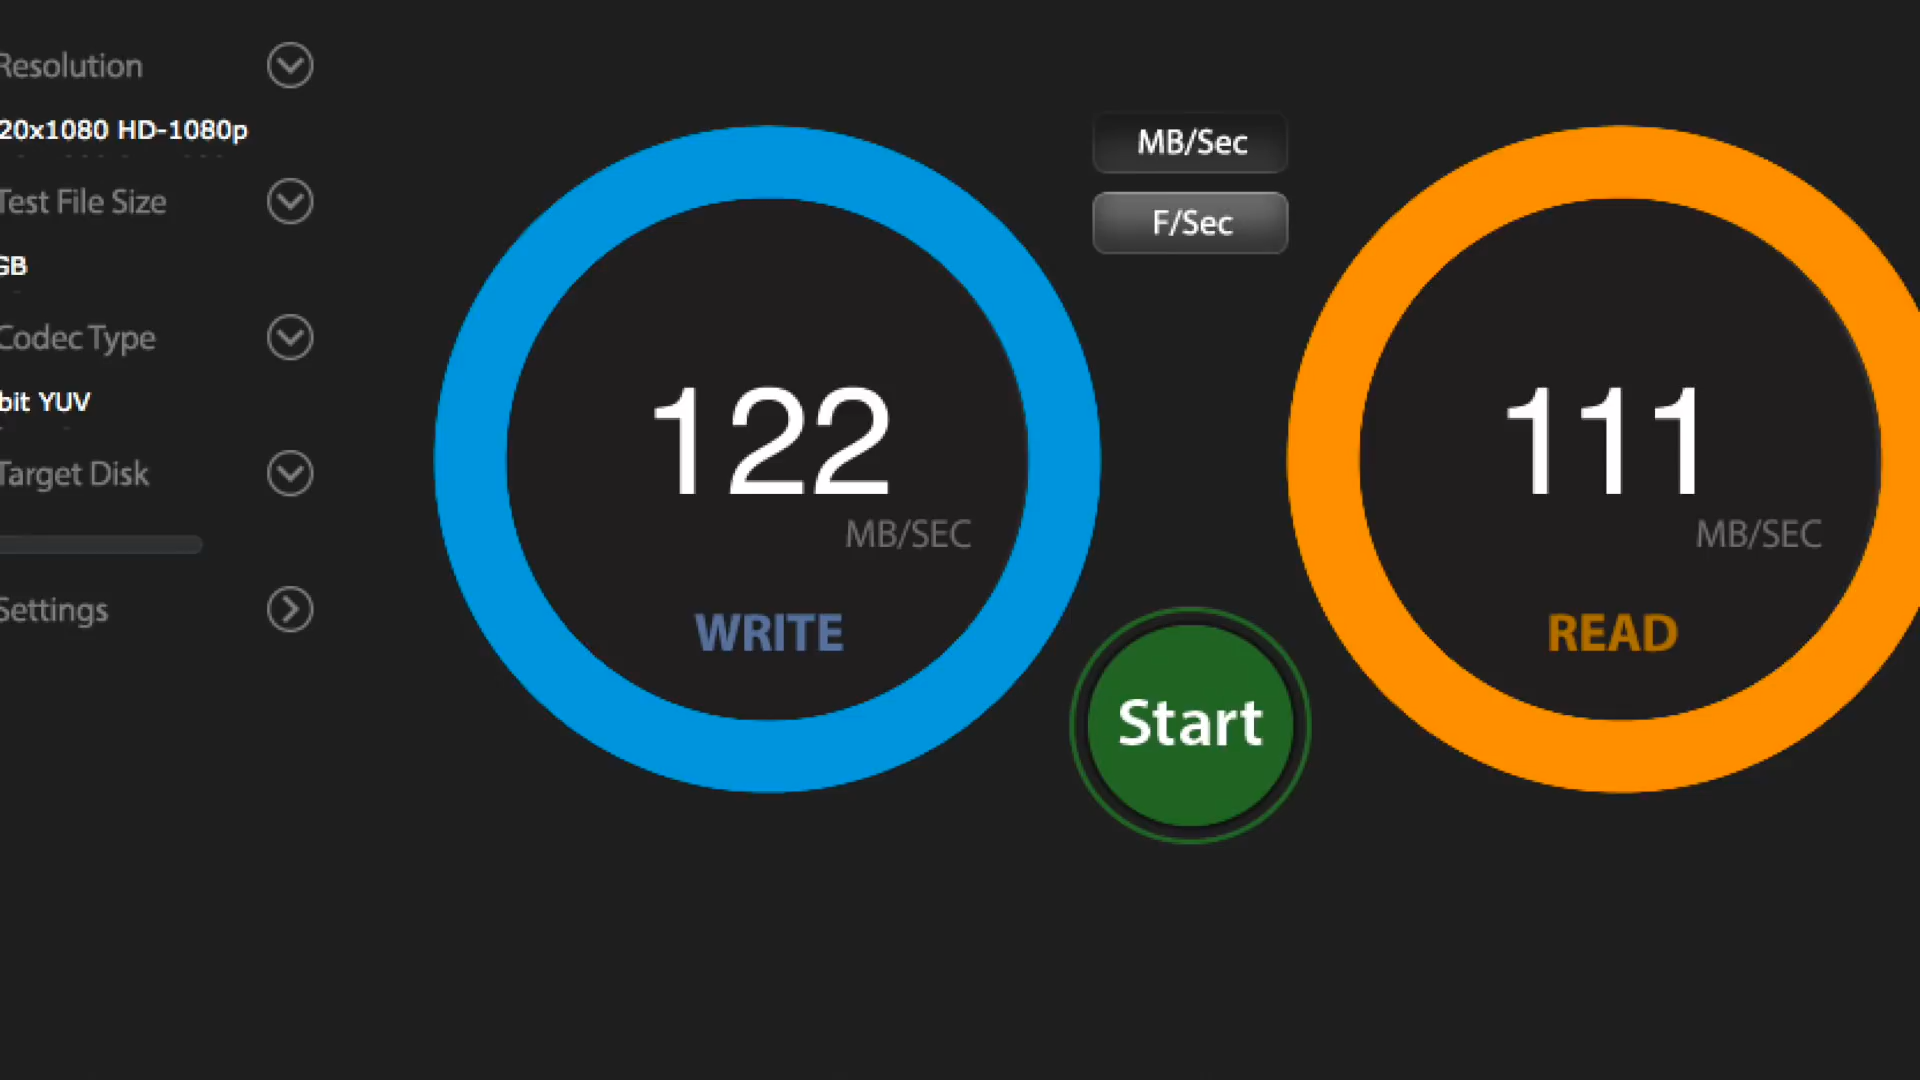 Resolution
20x1080 HD-1080p
Test File Size
GB
Codec Type
bit YUV
Target Disk
Settings
122
MB/SEC
WRITE
MB/Sec
F/Sec
Start
111
MB/SEC
READ